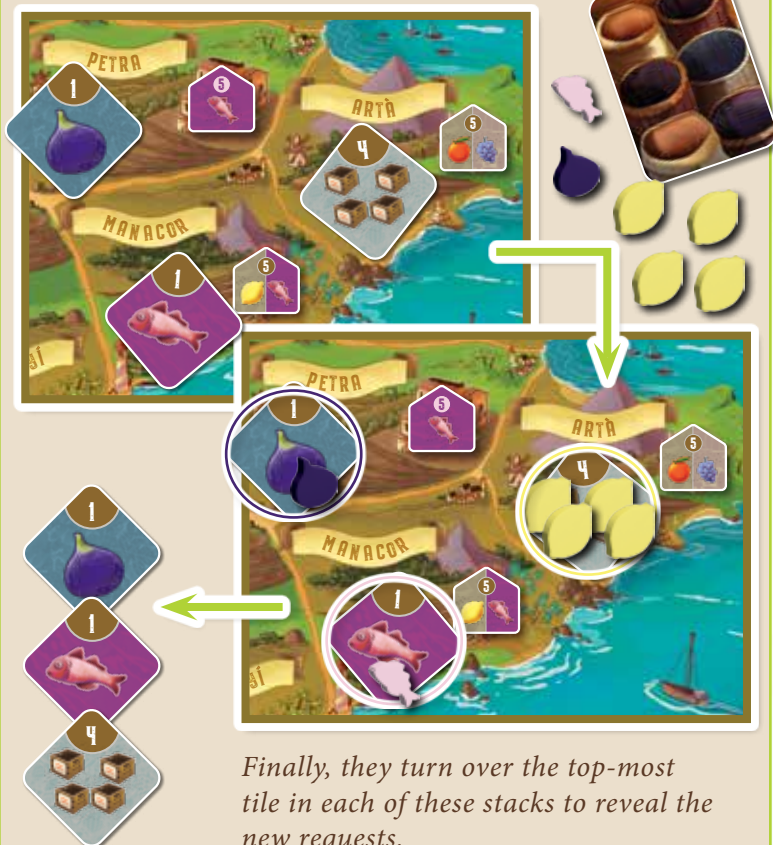 PETRA
1
5
ARTÀ
4
5
MANACOR
1
5
GÍ
PETRA
1
5
ARTÀ
4
5
MANACOR
1
5
GÍ
1
1
4
Finally, they turn over the top-most
tile in each of these stacks to reveal the
new requests.